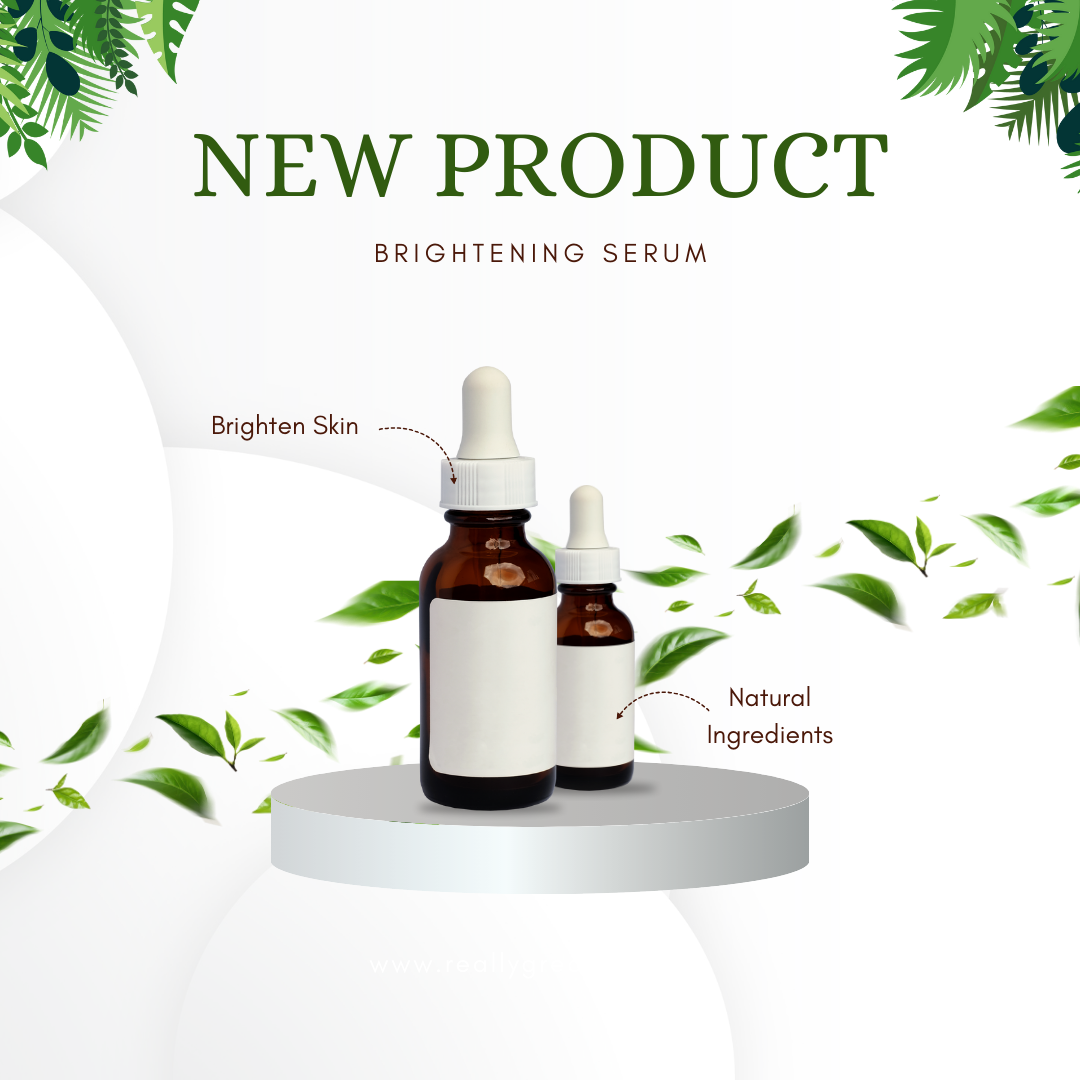 NEW PRODUCT
BRIGHTENING SERUM
Brighten Skin
Natural
Ingredients